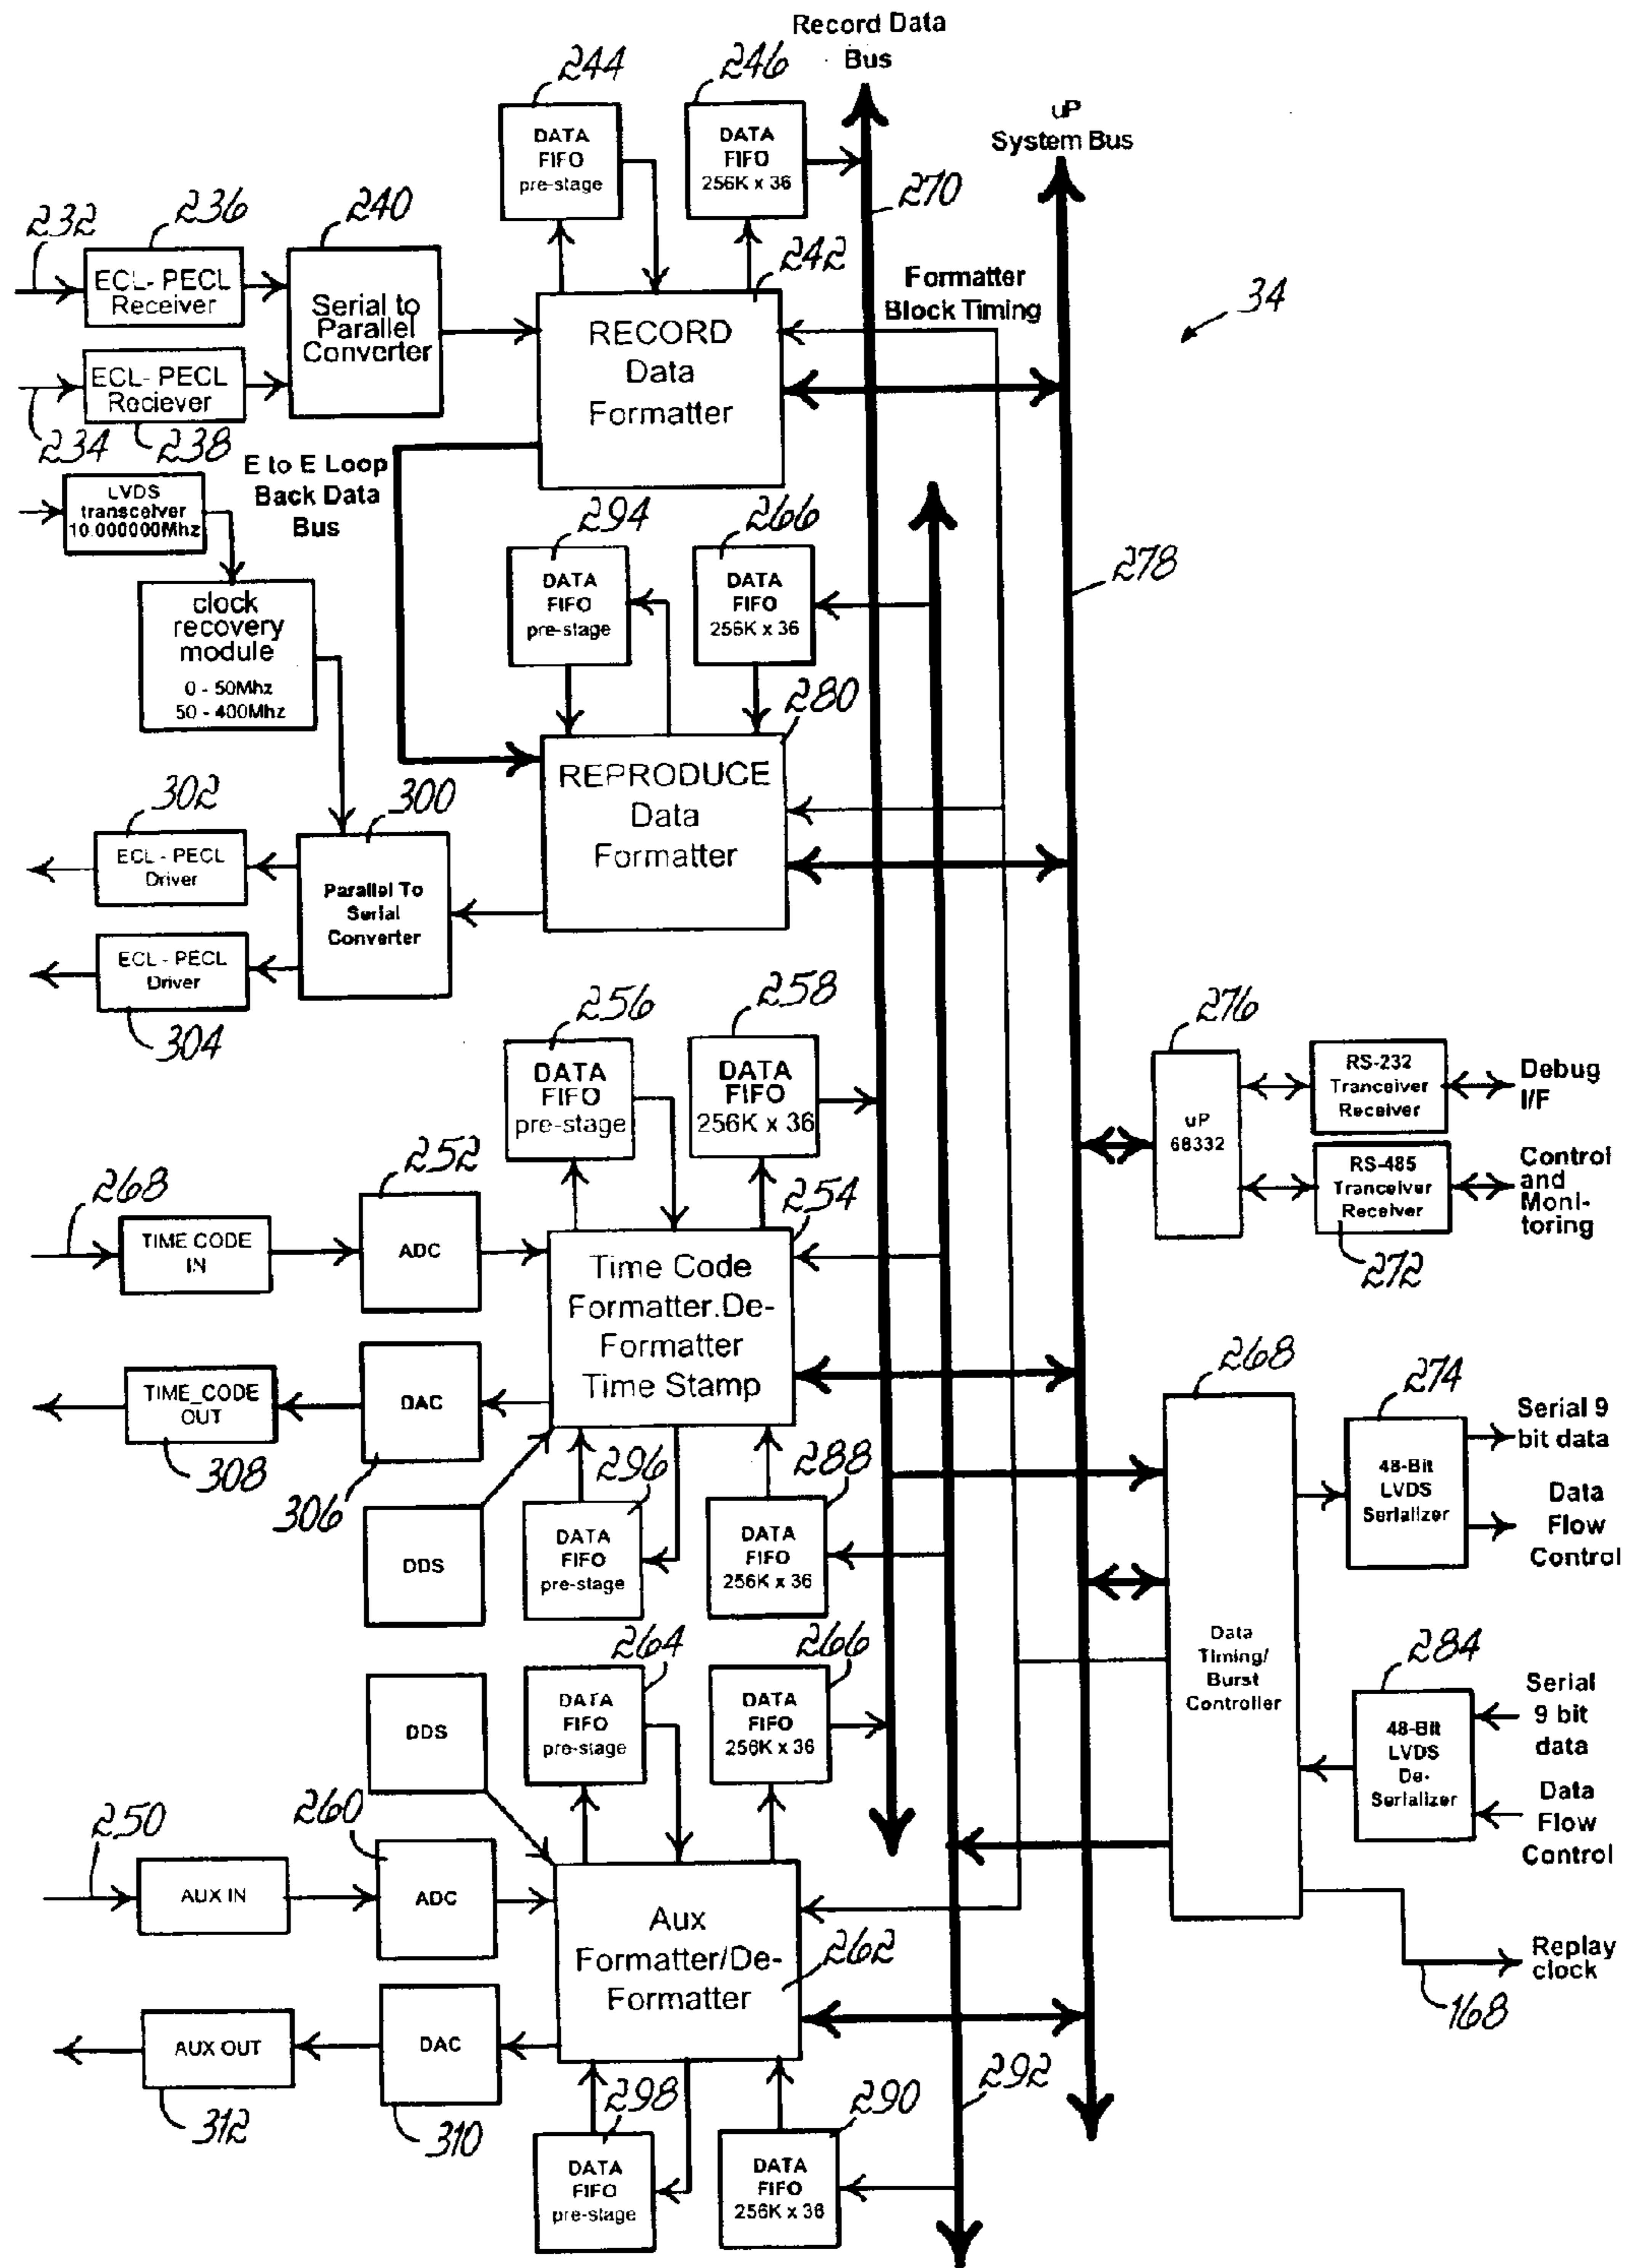 Record Data
Bus
244
246
uP
System Bus
DATA
FIFO
pre-stage
DATA
FIFO
256K x 36
34
232
236
240
270
242
ECL- PECL
Receiver
Serial to
Parallel
Converter
RECORD
Data
Formatter
Formatter
Block Timing
ECL- PECL
Reciever
234
238
E to E Loop
Back Data
Bus
LVDS
transceiver
10.000000Mhz
294
266
DATA
FIFO
pre-stage
DATA
FIFO
256K x 36
278
clock
recovery
module
0 - 50Mhz
50 - 400Mhz
280
REPRODUCE
Data
Formatter
302
300
ECL - PECL
Driver
Parallel To
Serial
Converter
ECL - PECL
Driver
304
256
258
276
DATA
FIFO
pre-stage
DATA
FIFO
256K x 36
uP
68332
RS-232
Tranceiver
Receiver
Debug
I/F
RS-485
Tranceiver
Receiver
Control
and
Moni-
toring
272
268
252
254
TIME CODE
IN
ADC
Time Code
Formatter.De-
Formatter
Time Stamp
TIME_CODE
OUT
DAC
308
306
296
288
268
274
48-Bit
LVDS
Serializer
Serial 9
bit data
Data
Flow
Control
DDS
DATA
FIFO
pre-stage
DATA
FIFO
256K x 36
Data
Timing/
Burst
Controller
264
266
284
DDS
DATA
FIFO
pre-stage
DATA
FIFO
256K x 36
48-Bit
LVDS
De-
Serializer
Serial
9 bit
data
Data
Flow
Control
250
260
AUX IN
ADC
Aux
Formatter/De-
Formatter
262
Replay
clock
168
AUX OUT
DAC
312
310
298
290
292
DATA
FIFO
pre-stage
DATA
FIFO
256K x 36